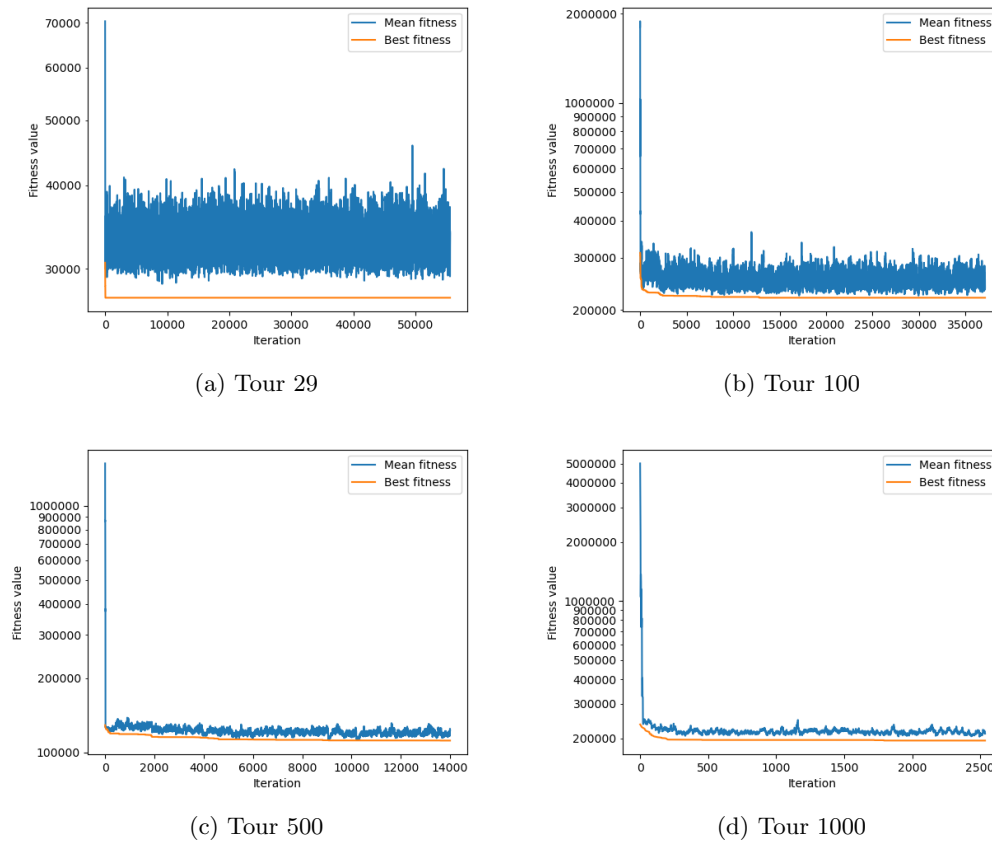 70000
60000
50000
40000
30000
Fitness value
Mean fitness
Best fitness
0 10000 20000 30000 40000 50000
Iteration
(a) Tour 29
2000000
1000000
900000
800000
700000
600000
500000
400000
300000
200000
Fitness value
Mean fitness
Best fitness
0 5000 10000 15000 20000 25000 30000 35000
Iteration
(b) Tour 100
1000000
900000
800000
700000
600000
500000
400000
300000
200000
100000
Fitness value
Mean fitness
Best fitness
0 2000 4000 6000 8000 10000 12000 14000
Iteration
(c) Tour 500
5000000
4000000
3000000
2000000
1000000
900000
800000
700000
600000
500000
400000
300000
200000
Fitness value
Mean fitness
Best fitness
0 500 1000 1500 2000 2500
Iteration
(d) Tour 1000